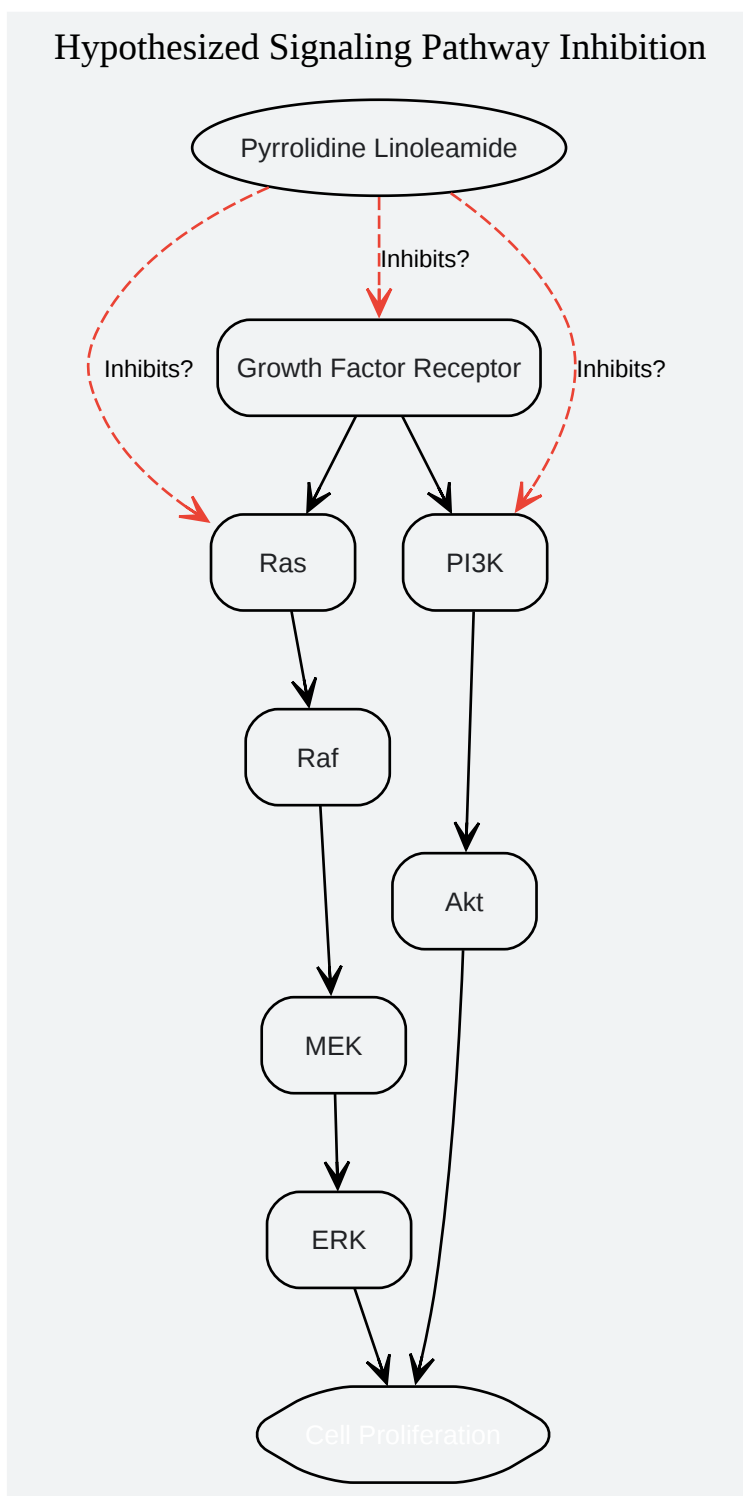 Hypothesized Signaling Pathway Inhibition
Pyrrolidine Linoleamide
Inhibits?
Inhibits?
Growth Factor Receptor
Inhibits?
Ras
PI3K
Raf
Akt
MEK
ERK
Cell Proliferation